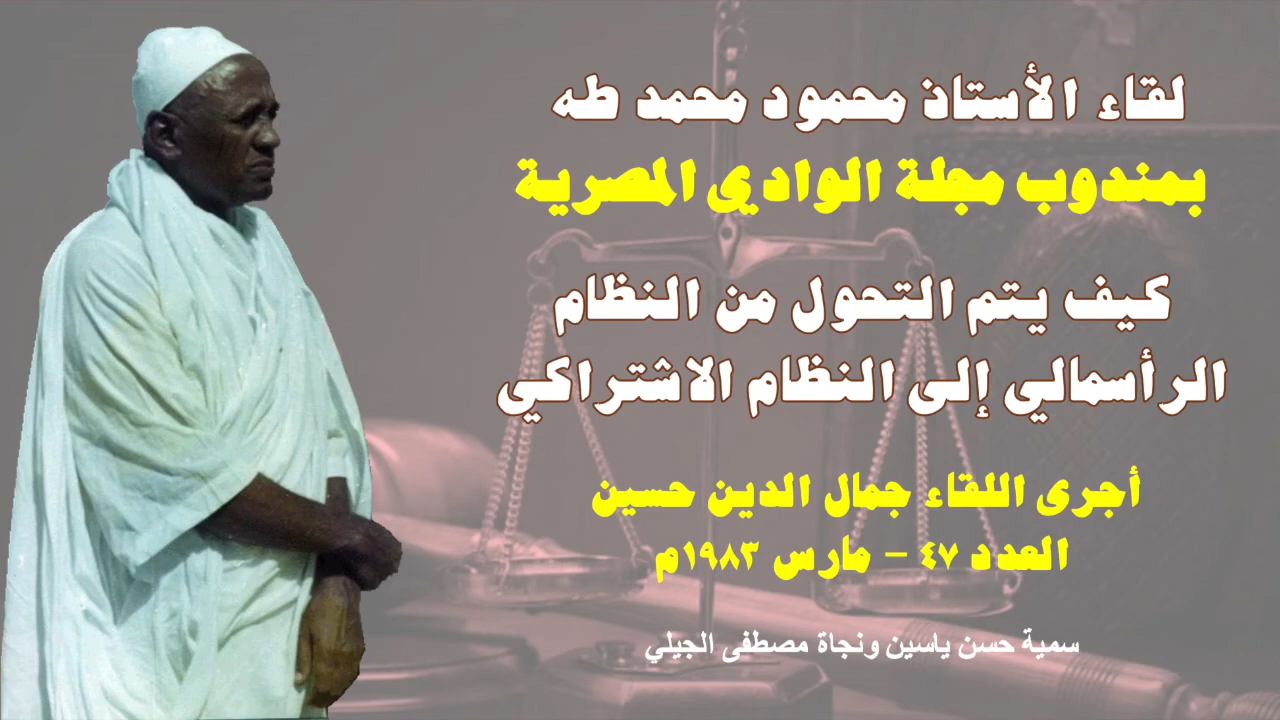 لقاء الأستاذ محمود محمد طه
بمندوب مجلة الوادي المصرية
كيف يتم التحول من النظام
الرأسمالي إلى النظام الاشتراكي
أجرى اللقاء جمال الدين حسين
العدد ٤٧ – مارس ١٩٨٣م
سمية حسن ياسين ونجاة مصطفى الجيلي